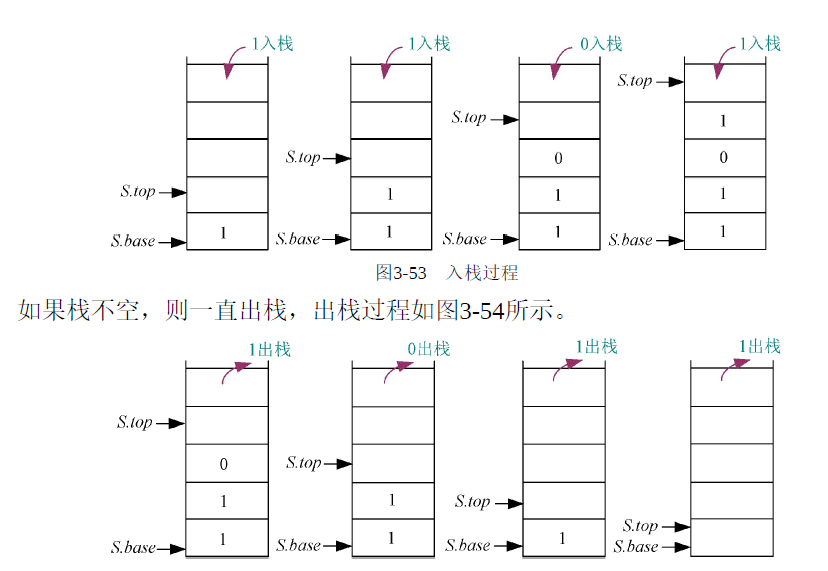 1入栈 1入栈 0入栈 1入栈
S.top
S.top 1
S.top 0 0
S.top 1 1 1
S.base 1 S.base 1 S.base 1 S.base 1
图3-53 入栈过程
如果栈不空，则一直出栈，出栈过程如图3-54所示。
1出栈 0出栈 1出栈 1出栈
S.top
0 S.top
1 1 S.top
S.top
S.base 1 S.base 1 S.base 1 S.base